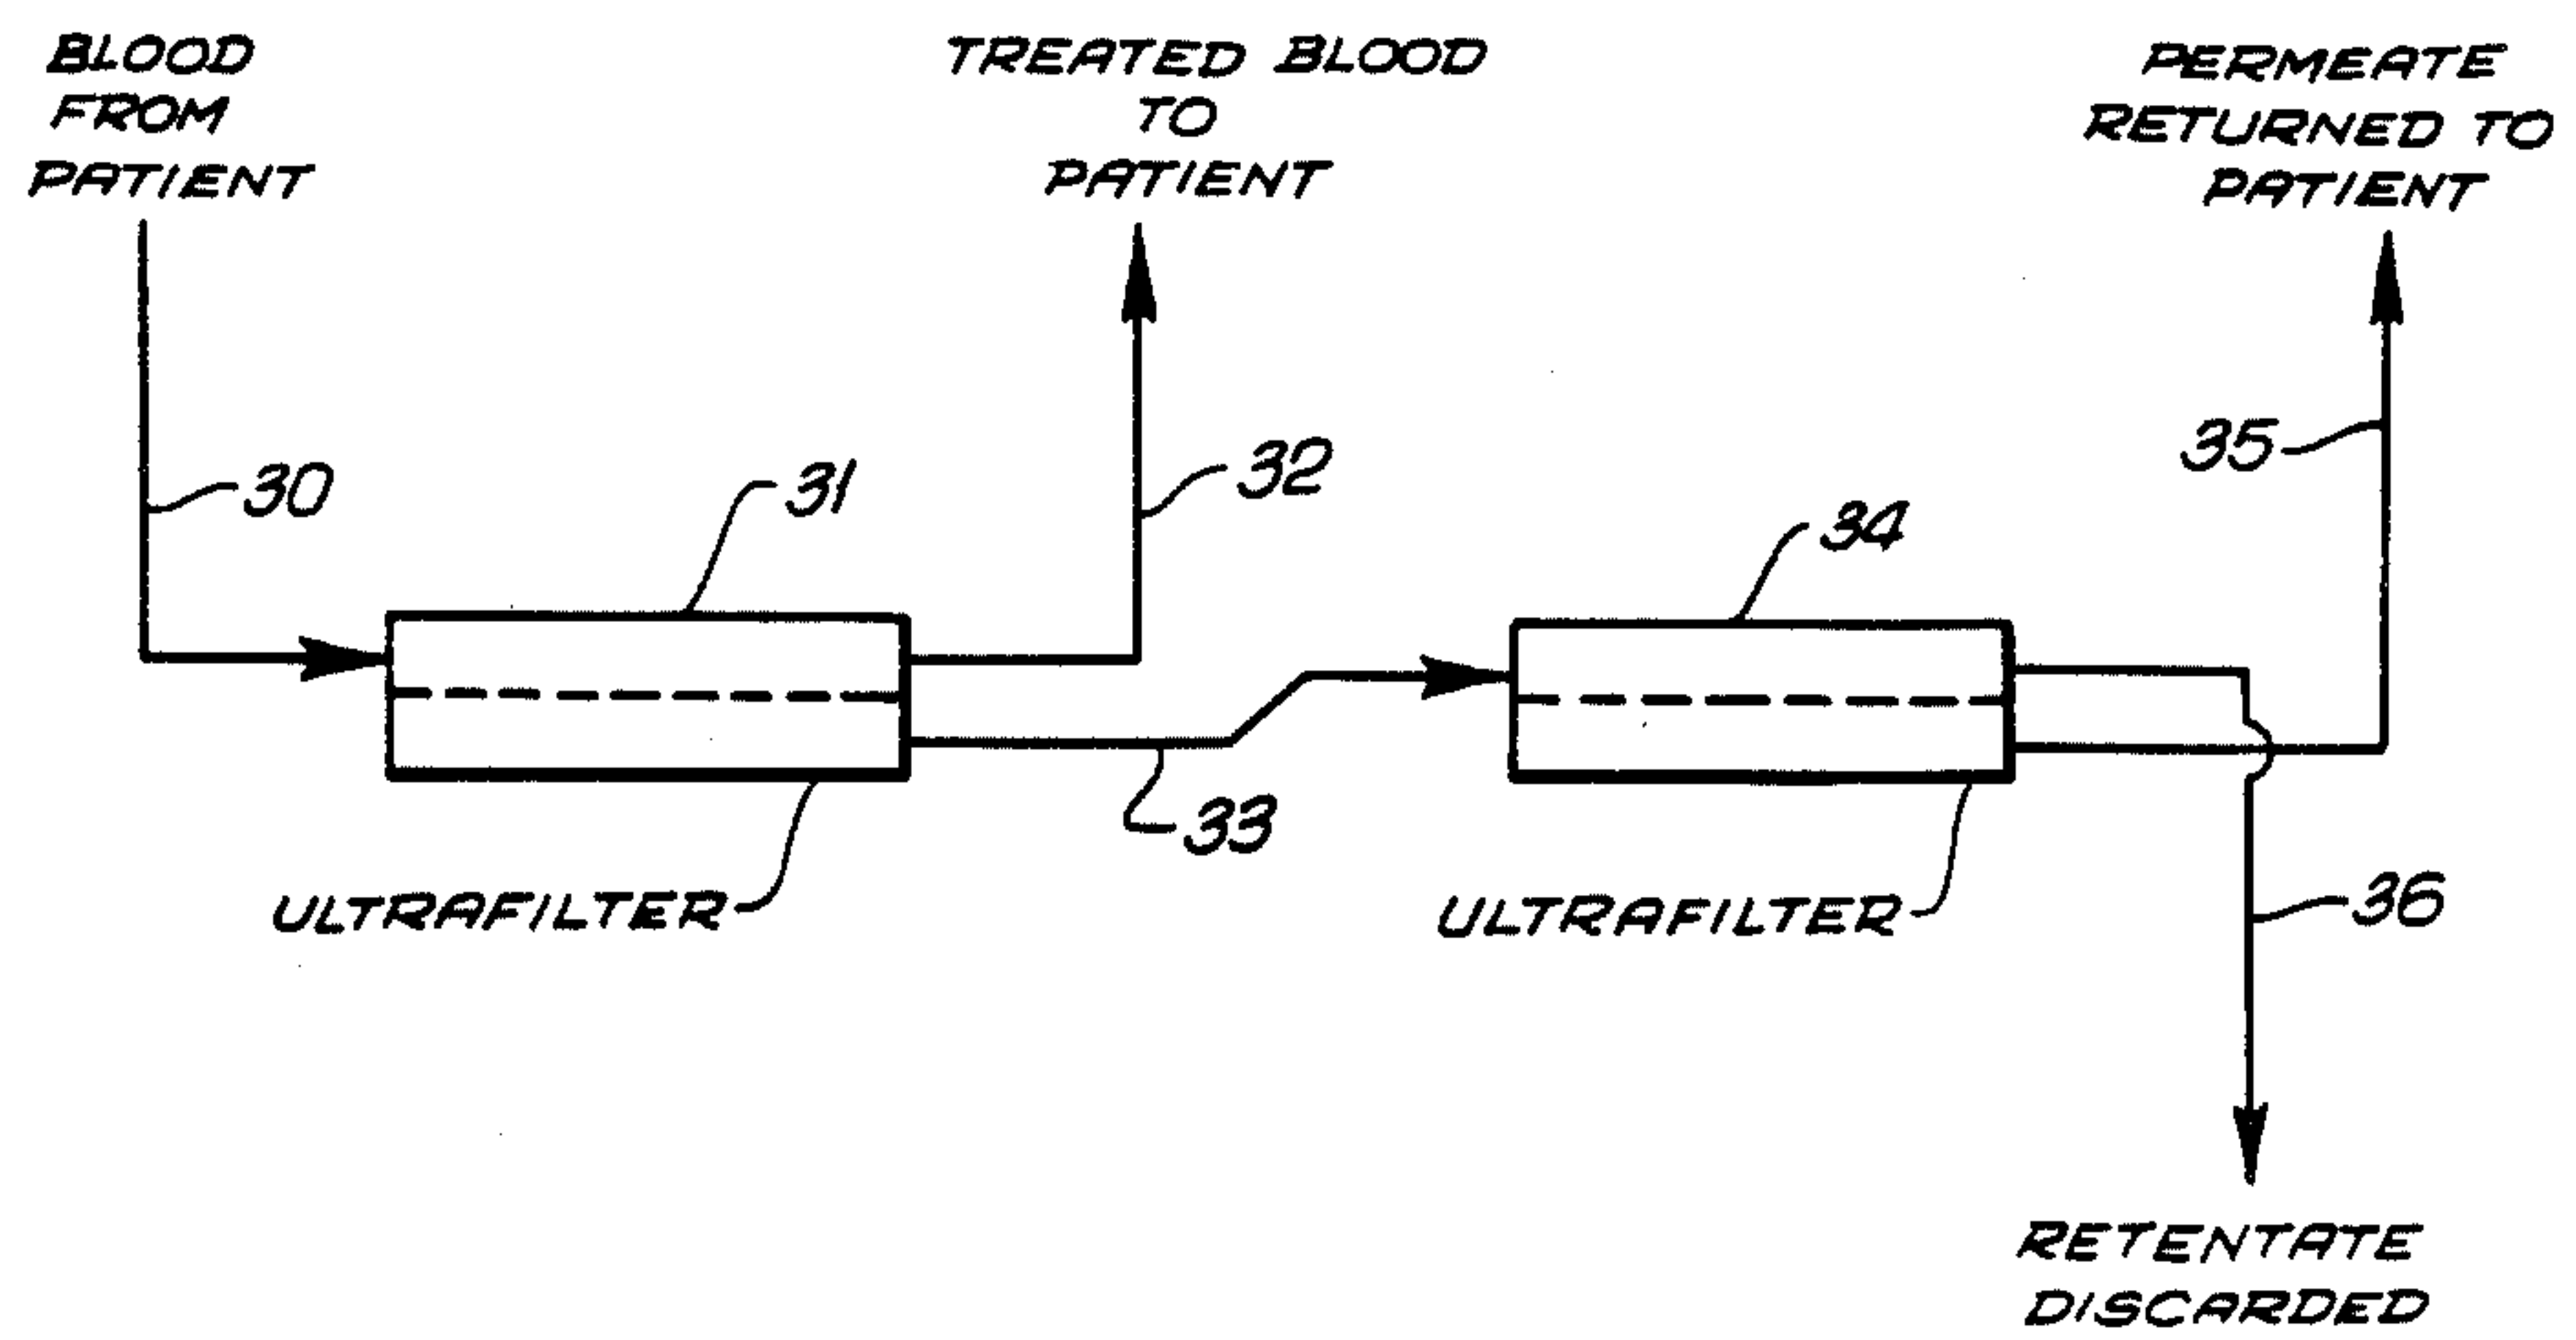 BLOOD
FROM
PATIENT
TREATED BLOOD
TO
PATIENT
PERMEATE
RETURNED TO
PATIENT
30
31
32
33
34
35
36
ULTRAFILTER
ULTRAFILTER
RETENTATE
DISCARDED